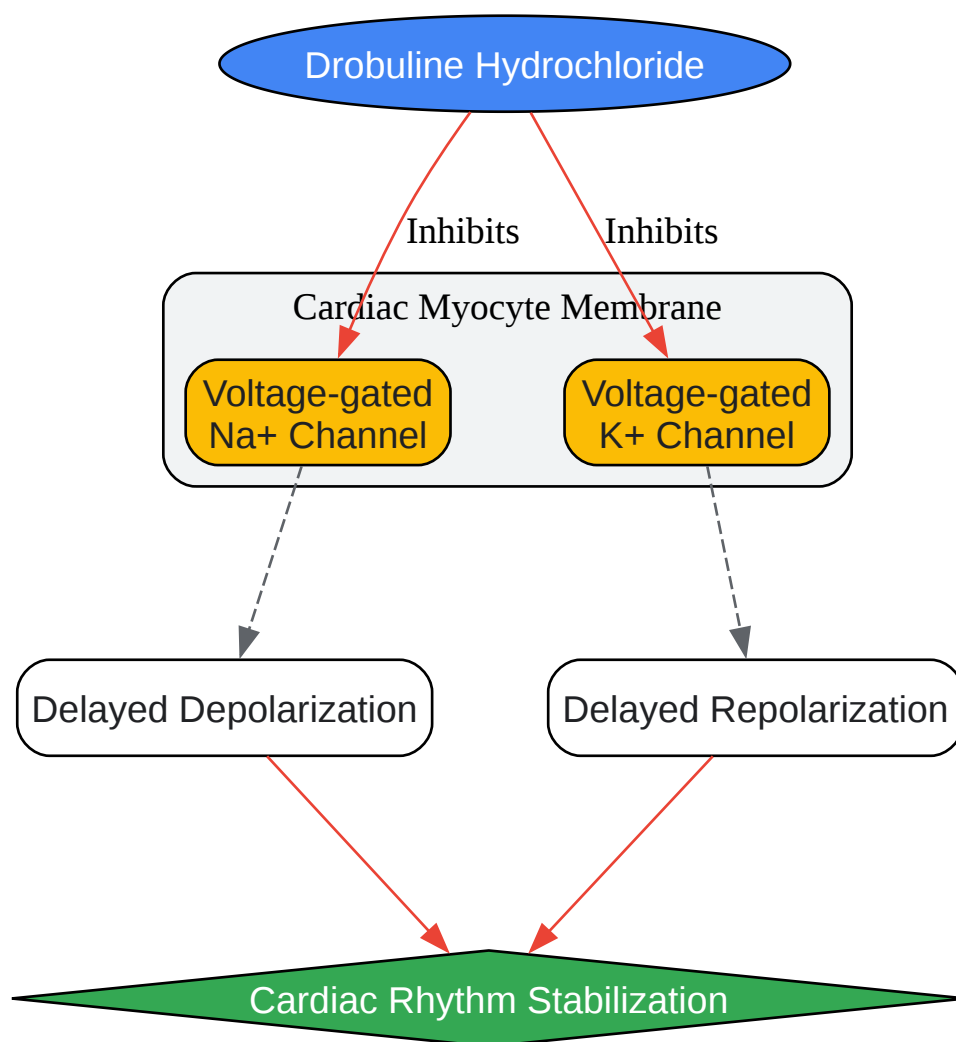 Drobuline Hydrochloride
Inhibits
Inhibits
Cardiac Myocyte Membrane
Voltage-gated
Na+ Channel
Voltage-gated
K+ Channel
Delayed Depolarization
Delayed Repolarization
Cardiac Rhythm Stabilization